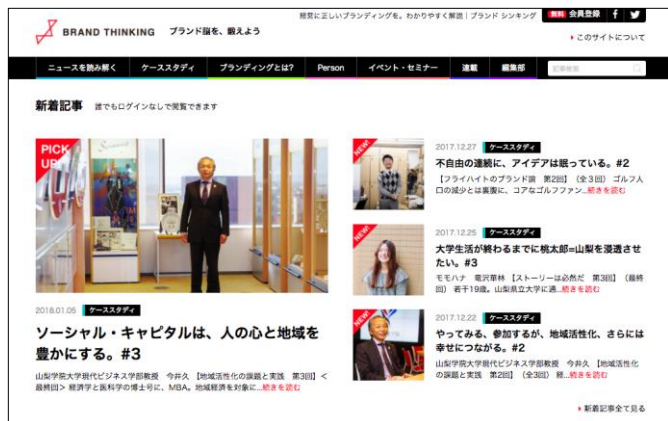 経営に正しいブランディングを。わかりやすく解説｜ブランド シンキング
無料 会員登録
BRAND THINKING ブランド脳を、鍛えよう
このサイトについて
ニュースを読み解く ケーススタディ ブランディングとは? Person イベント・セミナー 連載 編集部 記事検索
新着記事 誰でもログインなしで閲覧できます
PICK
UP!
2018.01.05 ケーススタディ
ソーシャル・キャピタルは、人の心と地域を
豊かにする。#3
山梨学院大学現代ビジネス学部教授 今井久 【地域活性化の課題と実践 第3回】＜
最終回＞ 経済学と医科学の博士号に、MBA。地域経済を対象に...続きを読む
NEW!
2017.12.27 ケーススタディ
不自由の連続に、アイデアは眠っている。#2
【フライハイトのブランド論 第2回】（全３回） ゴルフ人
口の減少とは裏腹に、コアなゴルフファン...続きを読む
NEW!
2017.12.25 ケーススタディ
大学生活が終わるまでに桃太郎=山梨を浸透させ
たい。#3
モモハナ 竜沢華林 【ストーリーは必然だ 第3回】（最終
回） 若干19歳。山梨県立大学に通...続きを読む
NEW!
2017.12.22 ケーススタディ
やってみる、参加するが、地域活性化、さらには
幸せにつながる。#2
山梨学院大学現代ビジネス学部教授 今井久 【地域活性化
の課題と実践 第2回】（全3回） 経...続きを読む
新着記事全て見る